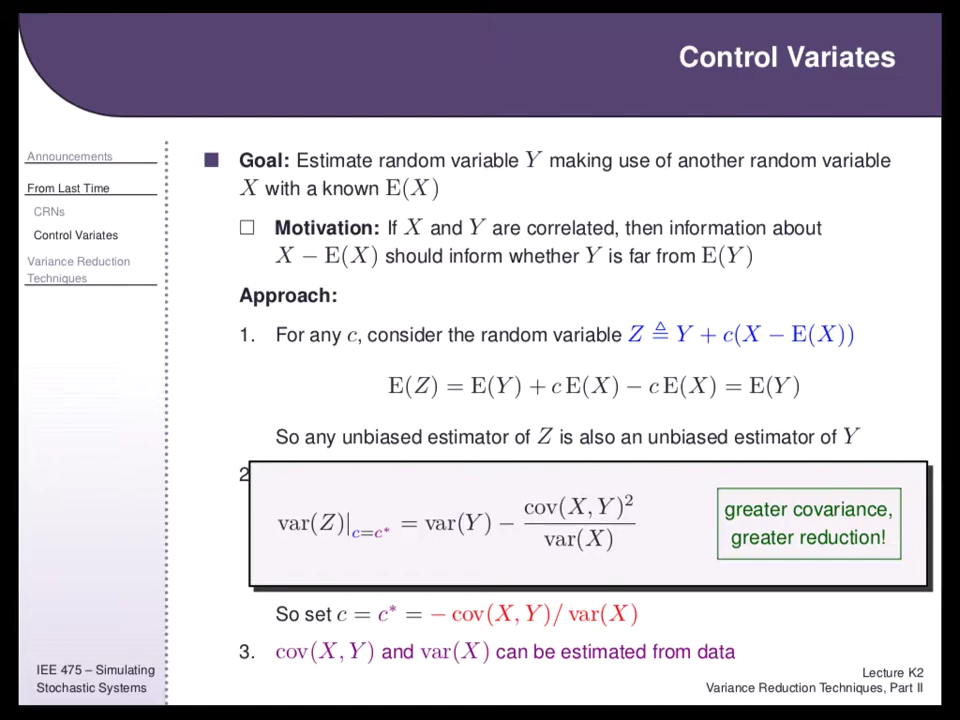 Control Variates
Announcements
From Last Time
CRNs
Control Variates
Variance Reduction
Techniques
Goal: Estimate random variable Y making use of another random variable
X with a known E(X)
Motivation: If X and Y are correlated, then information about
X − E(X) should inform whether Y is far from E(Y)
Approach:
1. For any c, consider the random variable Z ≜ Y + c(X − E(X))
E(Z) = E(Y) + c E(X) − c E(X) = E(Y)
So any unbiased estimator of Z is also an unbiased estimator of Y
2
var(Z)|_{c=c*} = var(Y) − cov(X, Y)² / var(X)
greater covariance,
greater reduction!
So set c = c* = − cov(X, Y)/ var(X)
3. cov(X, Y) and var(X) can be estimated from data
IEE 475 – Simulating
Stochastic Systems
Lecture K2
Variance Reduction Techniques, Part II